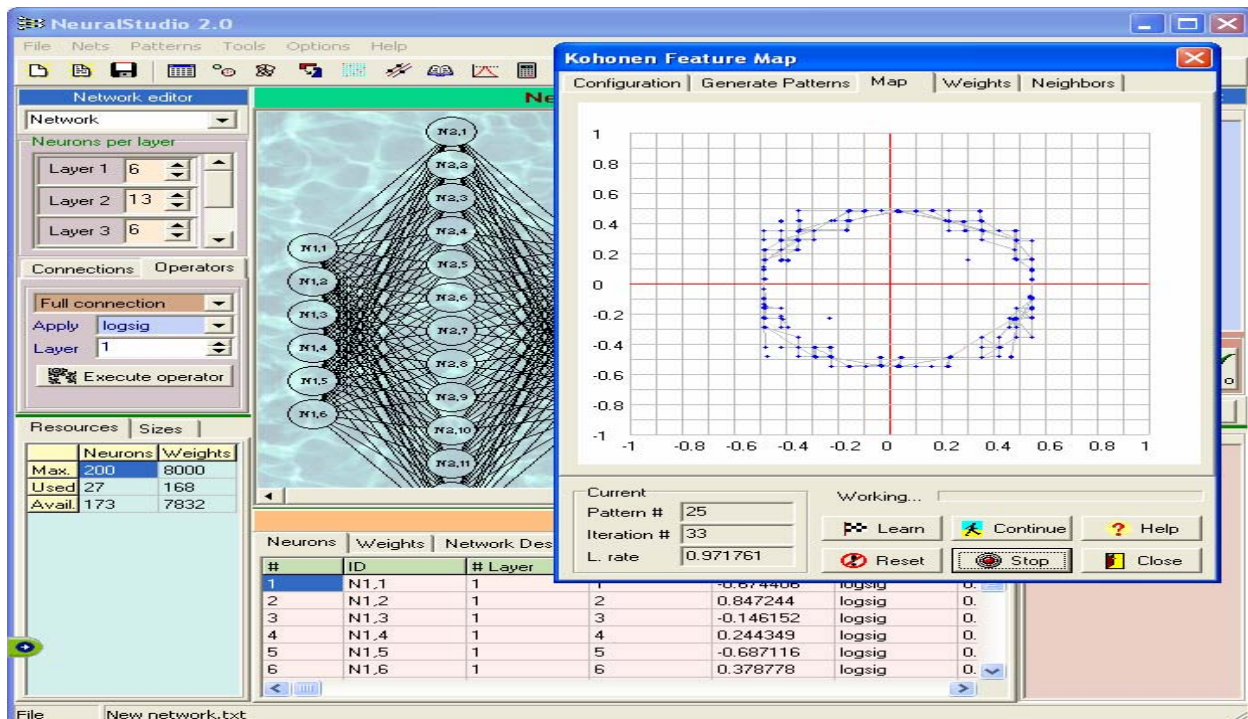 NeuralStudio 2.0
File Nets Patterns Tools Options Help
Network editor
Ne
Network
Neurons per layer
Layer 1 6
Layer 2 13
Layer 3 6
Connections Operators
Full connection
Apply logsig
Layer 1
Execute operator
Resources Sizes
Neurons Weights
Max. 200 8000
Used 27 168
Avail. 173 7832
N2,1
N2,2
N2,3
N2,4
N2,5
N2,6
N2,7
N2,8
N2,9
N2,10
N2,11
N1,1
N1,2
N1,3
N1,4
N1,5
N1,6
Kohonen Feature Map
Configuration Generate Patterns Map Weights Neighbors
1
0.8
0.6
0.4
0.2
0
-0.2
-0.4
-0.6
-0.8
-1
-1 -0.8 -0.6 -0.4 -0.2 0 0.2 0.4 0.6 0.8 1
Current
Pattern # 25
Iteration # 33
L. rate 0.971761
Working...
Learn Continue Help
Reset Stop Close
Neurons Weights Network Des
# ID # Layer
1 N1,1 1 1 -0.674406 logsig 0.
2 N1,2 1 2 0.847244 logsig 0.
3 N1,3 1 3 -0.146152 logsig 0.
4 N1,4 1 4 0.244349 logsig 0.
5 N1,5 1 5 -0.687116 logsig 0.
6 N1,6 1 6 0.378778 logsig 0.
File New network.txt